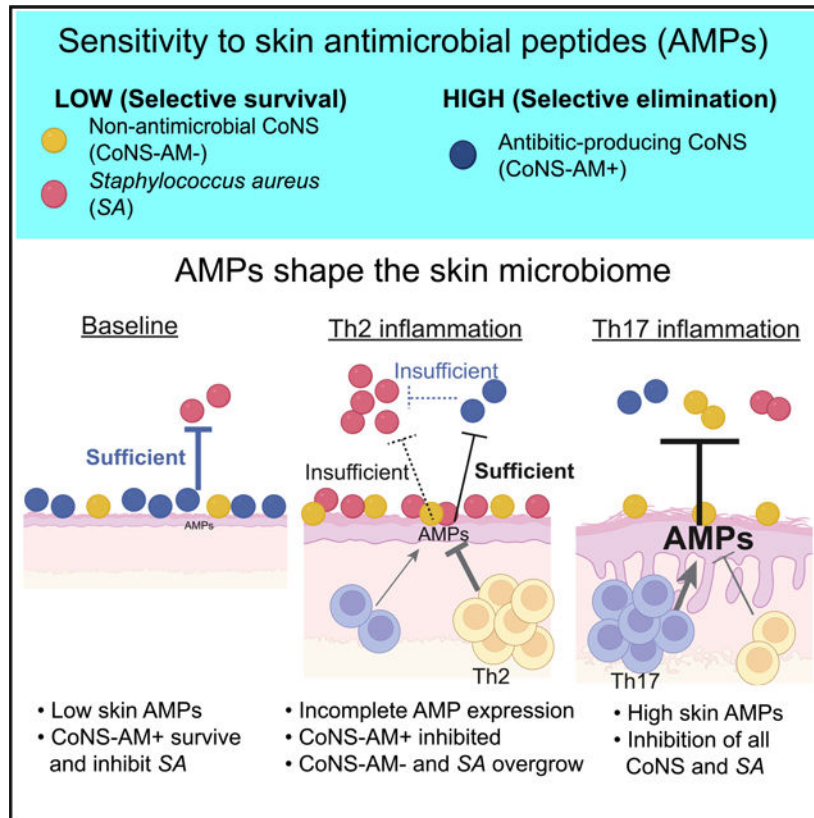 Sensitivity to skin antimicrobial peptides (AMPs)
LOW (Selective survival)
Non-antimicrobial CoNS
(CoNS-AM-)
Staphylococcus aureus
(SA)
HIGH (Selective elimination)
Antibitic-producing CoNS
(CoNS-AM+)
AMPs shape the skin microbiome
Baseline
Sufficient
AMPs
• Low skin AMPs
• CoNS-AM+ survive
and inhibit SA
Th2 inflammation
Insufficient
Insufficient
Sufficient
AMPs
Th2
• Incomplete AMP expression
• CoNS-AM+ inhibited
• CoNS-AM- and SA overgrow
Th17 inflammation
AMPs
Th17
• High skin AMPs
• Inhibition of all
CoNS and SA